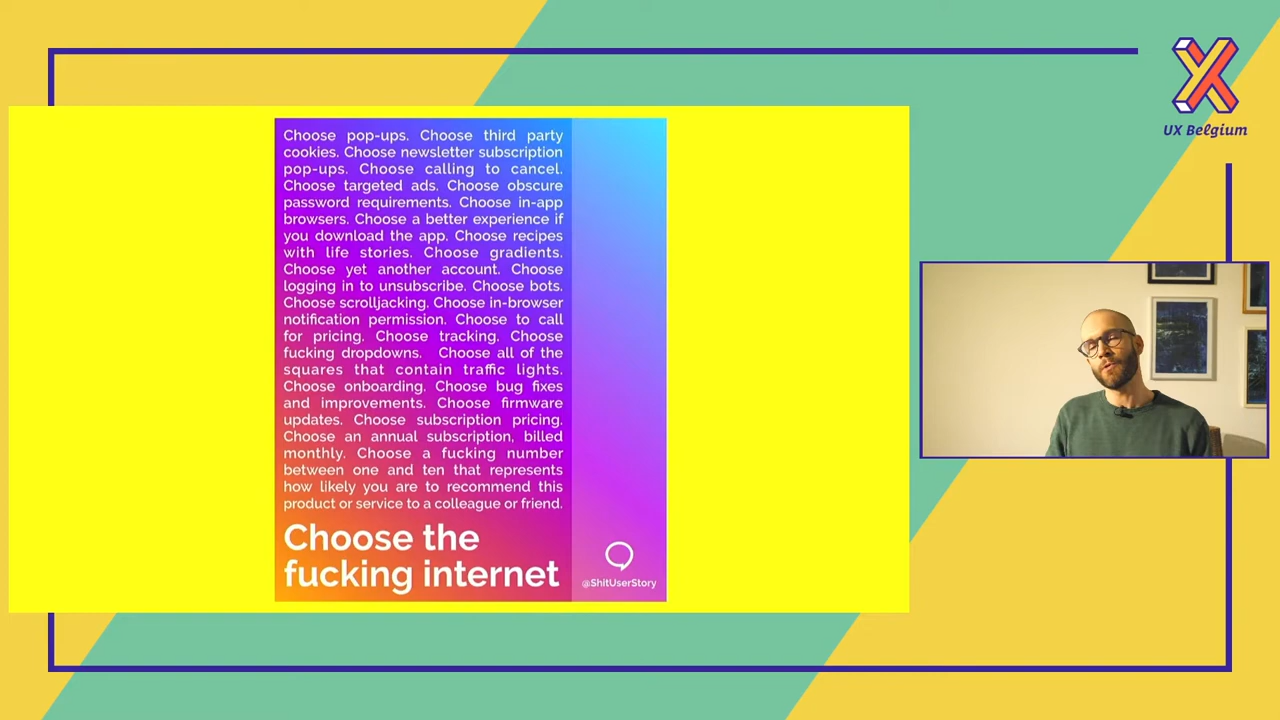 UX Belgium
Choose pop-ups. Choose third party
cookies. Choose newsletter subscription
pop-ups. Choose calling to cancel.
Choose targeted ads. Choose obscure
password requirements. Choose in-app
browsers. Choose a better experience if
you download the app. Choose recipes
with life stories. Choose gradients.
Choose yet another account. Choose
logging in to unsubscribe. Choose bots.
Choose scrolljacking. Choose in-browser
notification permission. Choose to call
for pricing. Choose tracking. Choose
fucking dropdowns. Choose all of the
squares that contain traffic lights.
Choose onboarding. Choose bug fixes
and improvements. Choose firmware
updates. Choose subscription pricing.
Choose an annual subscription, billed
monthly. Choose a fucking number
between one and ten that represents
how likely you are to recommend this
product or service to a colleague or friend.
Choose the
fucking internet
@ShitUserStory